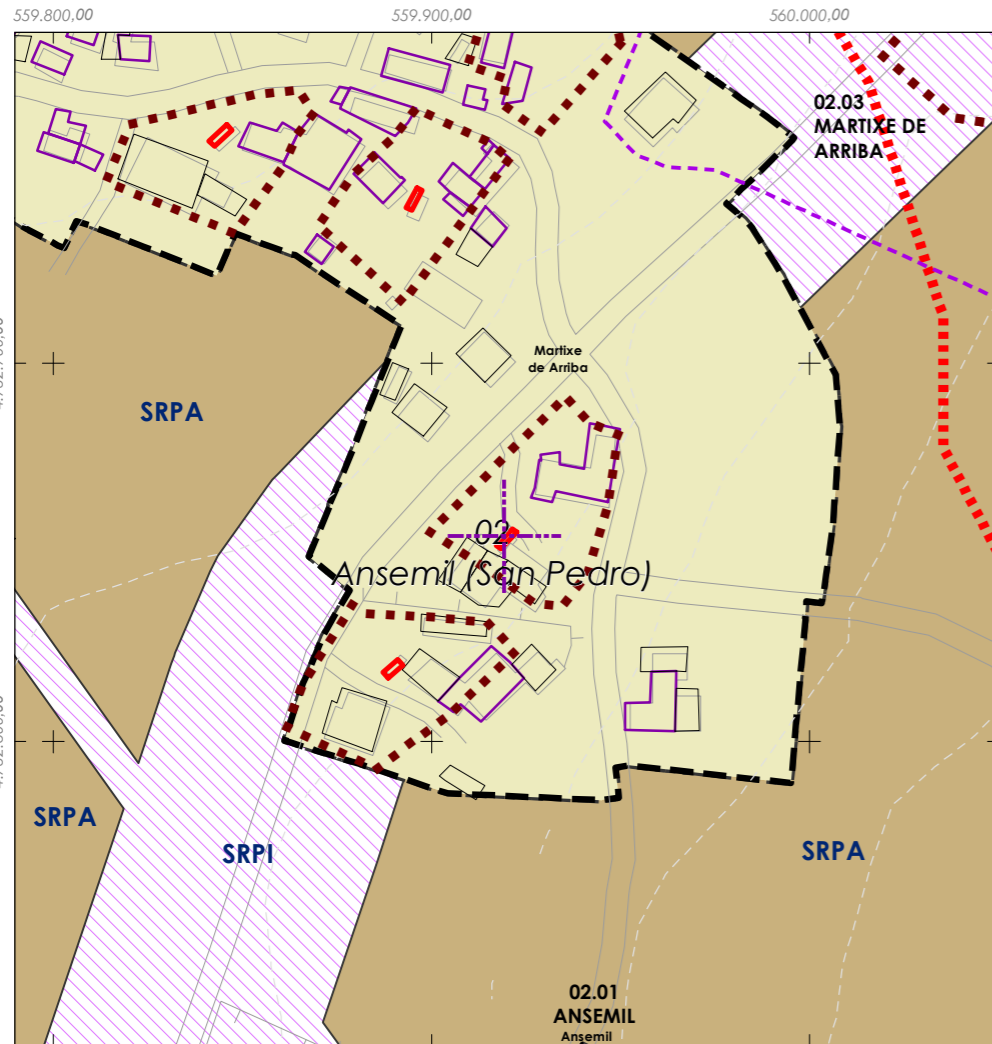 559.800,00
559.900,00
560.000,00
02.03
MARTIXE DE
ARRIBA
Martixe
de Arriba
SRPA
02
Ansemil (San Pedro)
SRPA
SRPI
SRPA
02.01
ANSEMIL
Ansemil